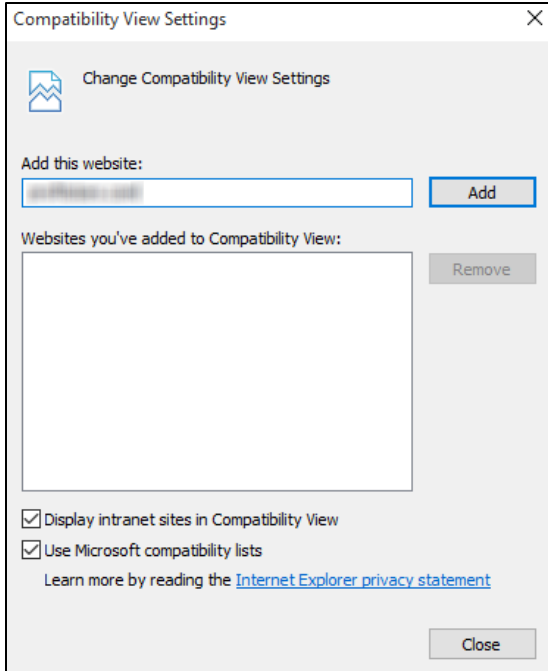 Compatibility View Settings
Change Compatibility View Settings
Add this website:
Add
Websites you've added to Compatibility View:
Remove
Display intranet sites in Compatibility View
Use Microsoft compatibility lists
Learn more by reading the Internet Explorer privacy statement
Close